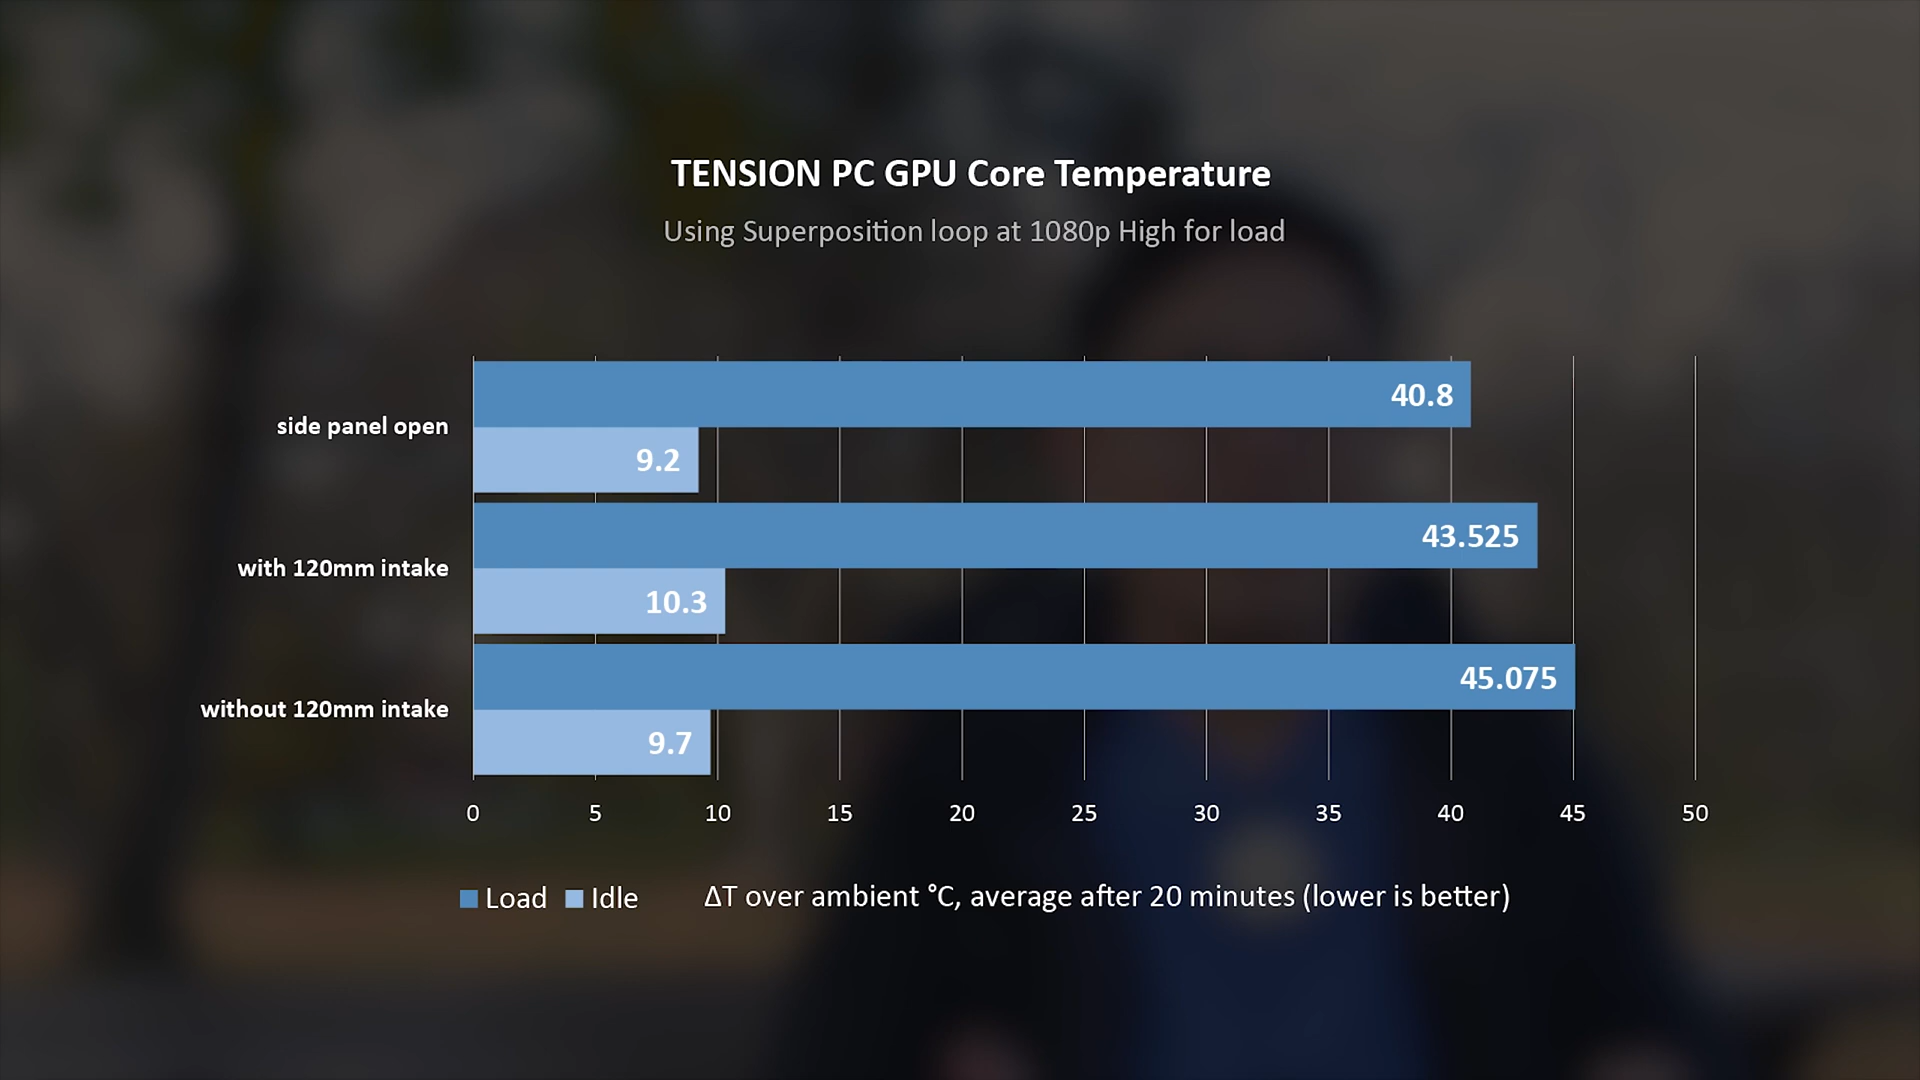 TENSION PC GPU Core Temperature
Using Superposition loop at 1080p High for load
side panel open
40.8
9.2
with 120mm intake
43.525
10.3
without 120mm intake
45.075
9.7
0 5 10 15 20 25 30 35 40 45 50
Load Idle ΔT over ambient °C, average after 20 minutes (lower is better)